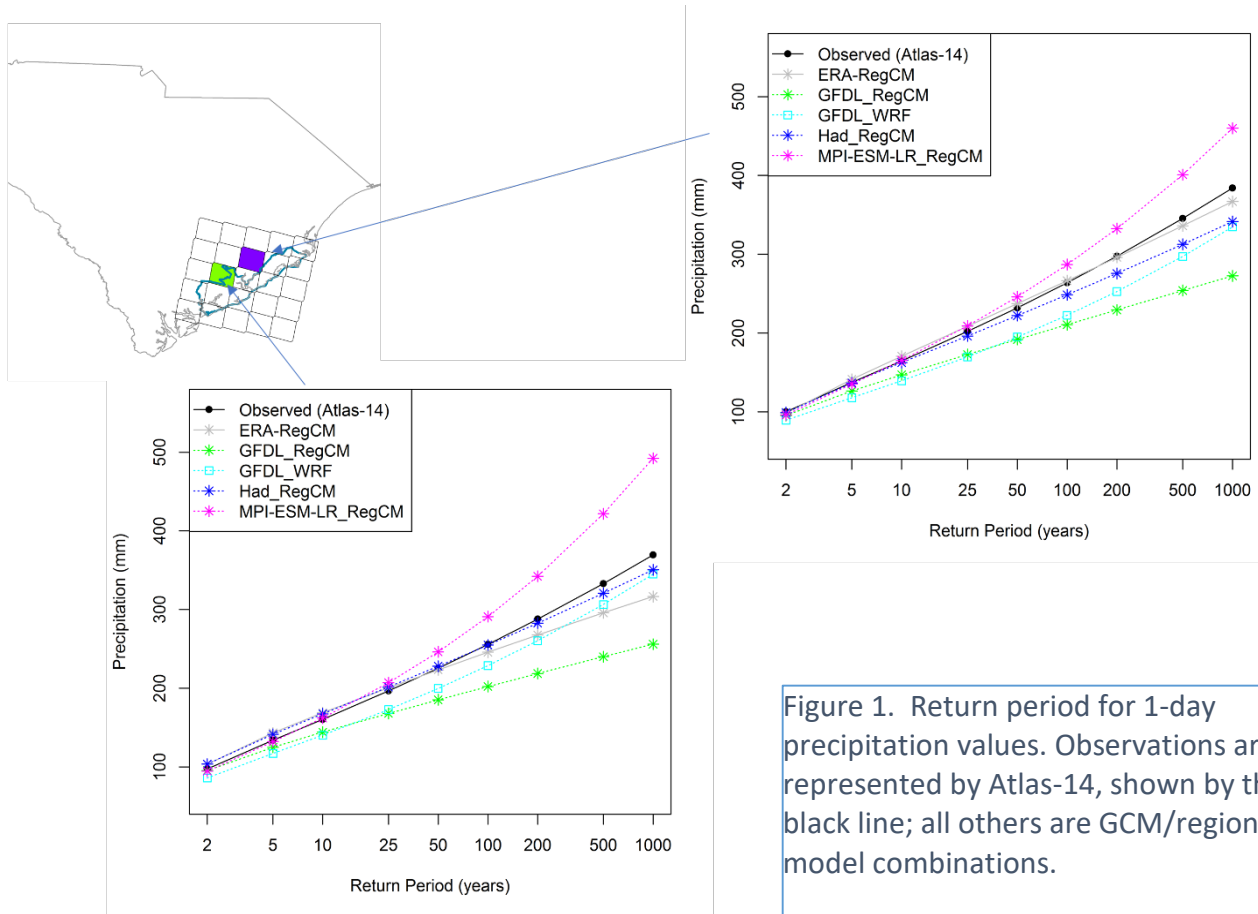 Observed (Atlas-14)
ERA-RegCM
GFDL_RegCM
GFDL_WRF
Had_RegCM
MPI-ESM-LR_RegCM
Precipitation (mm)
500
400
300
200
100
2 5 10 25 50 100 200 500 1000
Return Period (years)
Observed (Atlas-14)
ERA-RegCM
GFDL_RegCM
GFDL_WRF
Had_RegCM
MPI-ESM-LR_RegCM
Precipitation (mm)
500
400
300
200
100
2 5 10 25 50 100 200 500 1000
Return Period (years)
Figure 1. Return period for 1-day
precipitation values. Observations
represented by Atlas-14, shown by
black line; all others are GCM/region
model combinations.